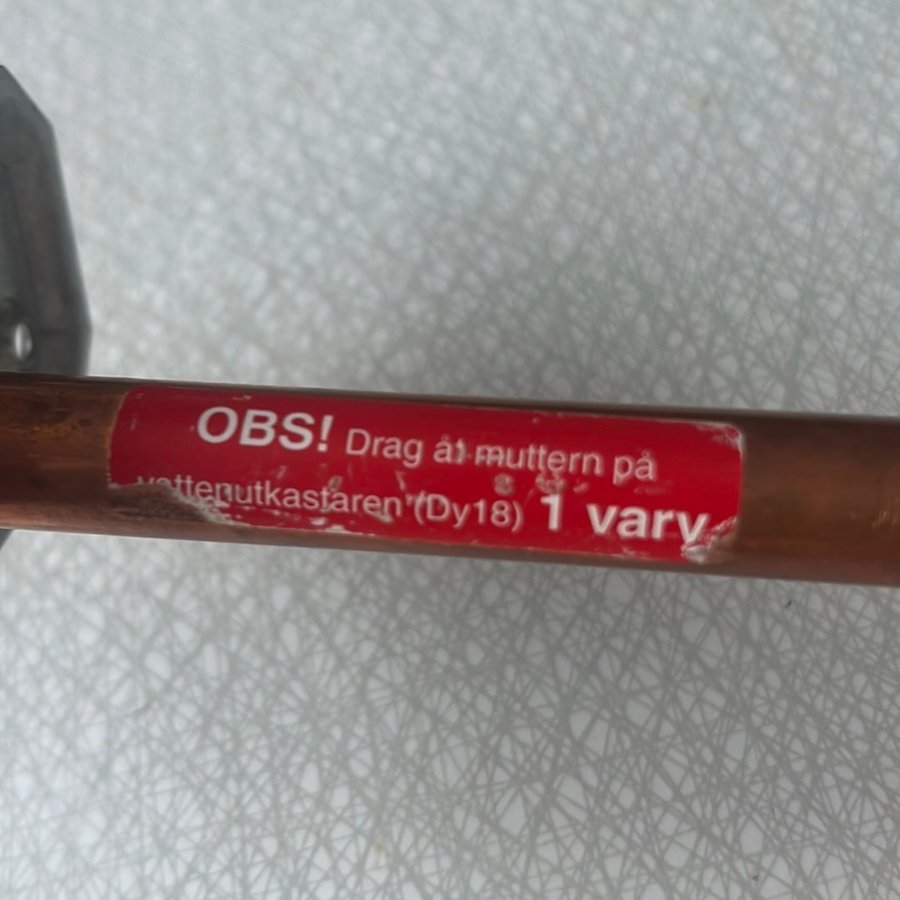 OBS! Drag åt muttern på
vattenutkastaren (Dy18) 1 varv